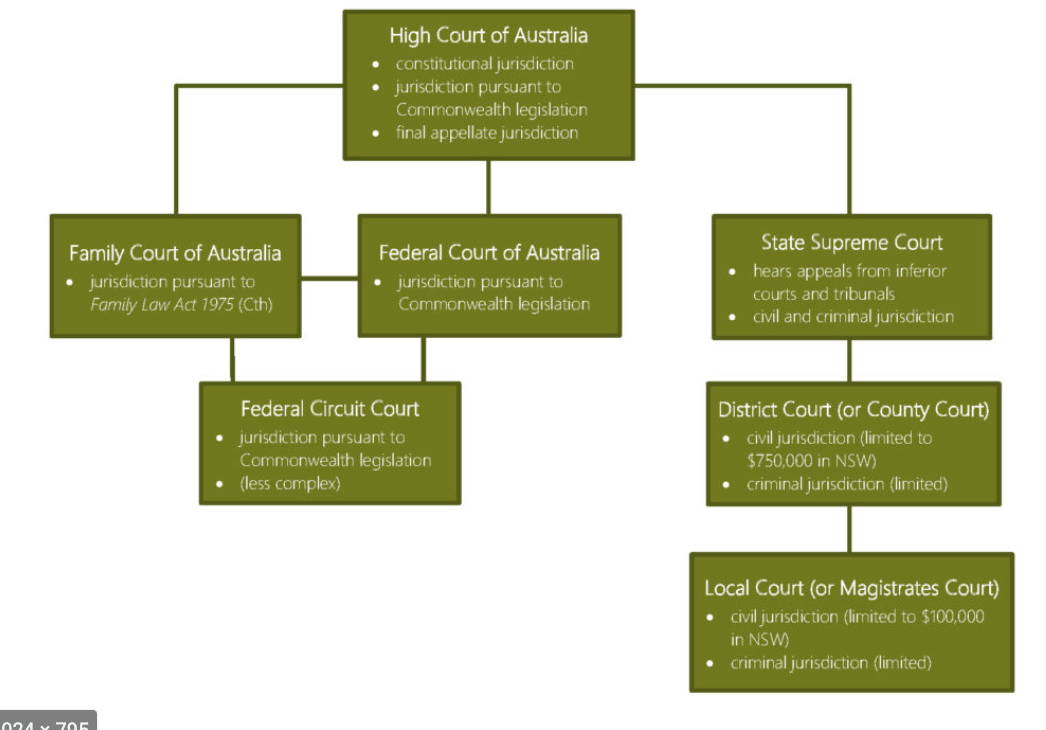 High Court of Australia
• constitutional jurisdiction
• jurisdiction pursuant to
Commonwealth legislation
• final appellate jurisdiction
Family Court of Australia
• jurisdiction pursuant to
Family Law Act 1975 (Cth)
Federal Court of Australia
• jurisdiction pursuant to
Commonwealth legislation
State Supreme Court
• hears appeals from inferior
courts and tribunals
• civil and criminal jurisdiction
Federal Circuit Court
• jurisdiction pursuant to
Commonwealth legislation
• (less complex)
District Court (or County Court)
• civil jurisdiction (limited to
$750,000 in NSW)
• criminal jurisdiction (limited)
Local Court (or Magistrates Court)
• civil jurisdiction (limited to $100,000
in NSW)
• criminal jurisdiction (limited)